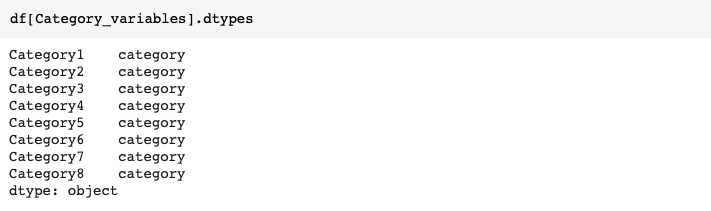 df[Category_variables].dtypes
Category1    category
Category2    category
Category3    category
Category4    category
Category5    category
Category6    category
Category7    category
Category8    category
dtype: object